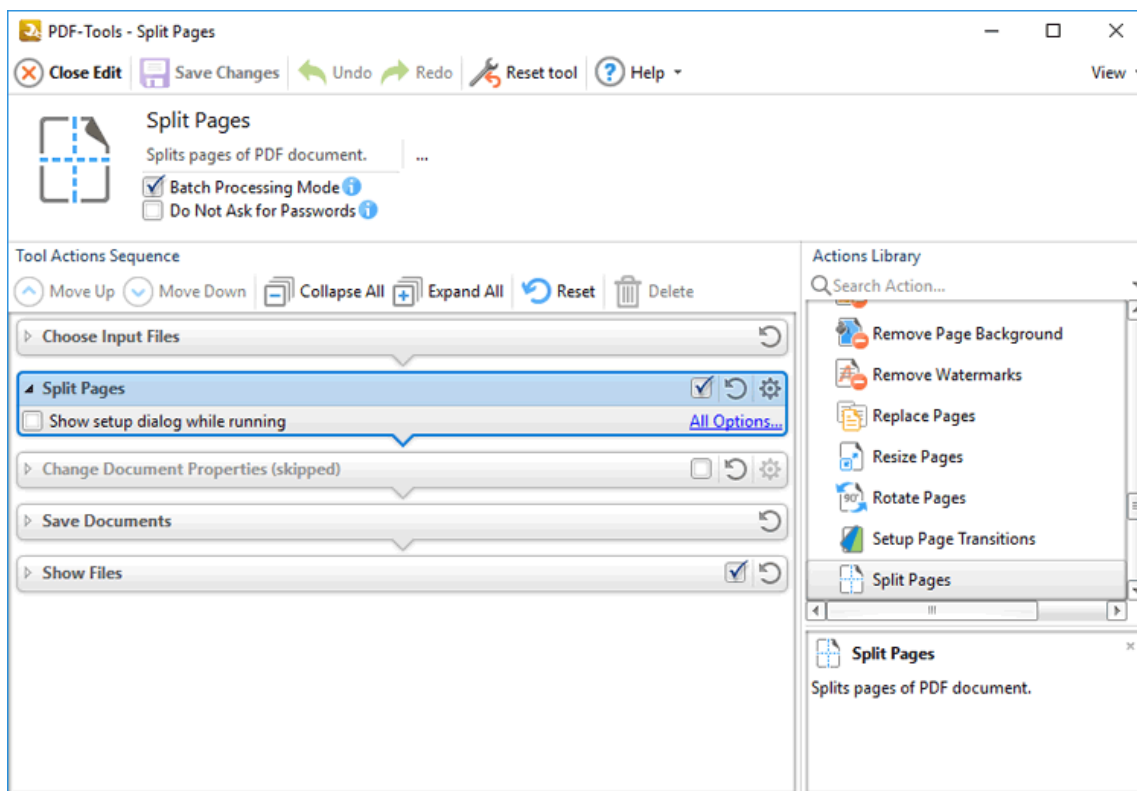 PDF-Tools - Split Pages
Close Edit Save Changes Undo Redo Reset tool ? Help View
Split Pages
Splits pages of PDF document. ...
Batch Processing Mode i
Do Not Ask for Passwords i
Tool Actions Sequence
Move Up Move Down Collapse All Expand All Reset Delete
Choose Input Files
Split Pages
Show setup dialog while running All Options...
Change Document Properties (skipped)
Save Documents
Show Files
Actions Library
Search Action...
Remove Page Background
Remove Watermarks
Replace Pages
Resize Pages
90° Rotate Pages
Setup Page Transitions
Split Pages
Split Pages
Splits pages of PDF document.